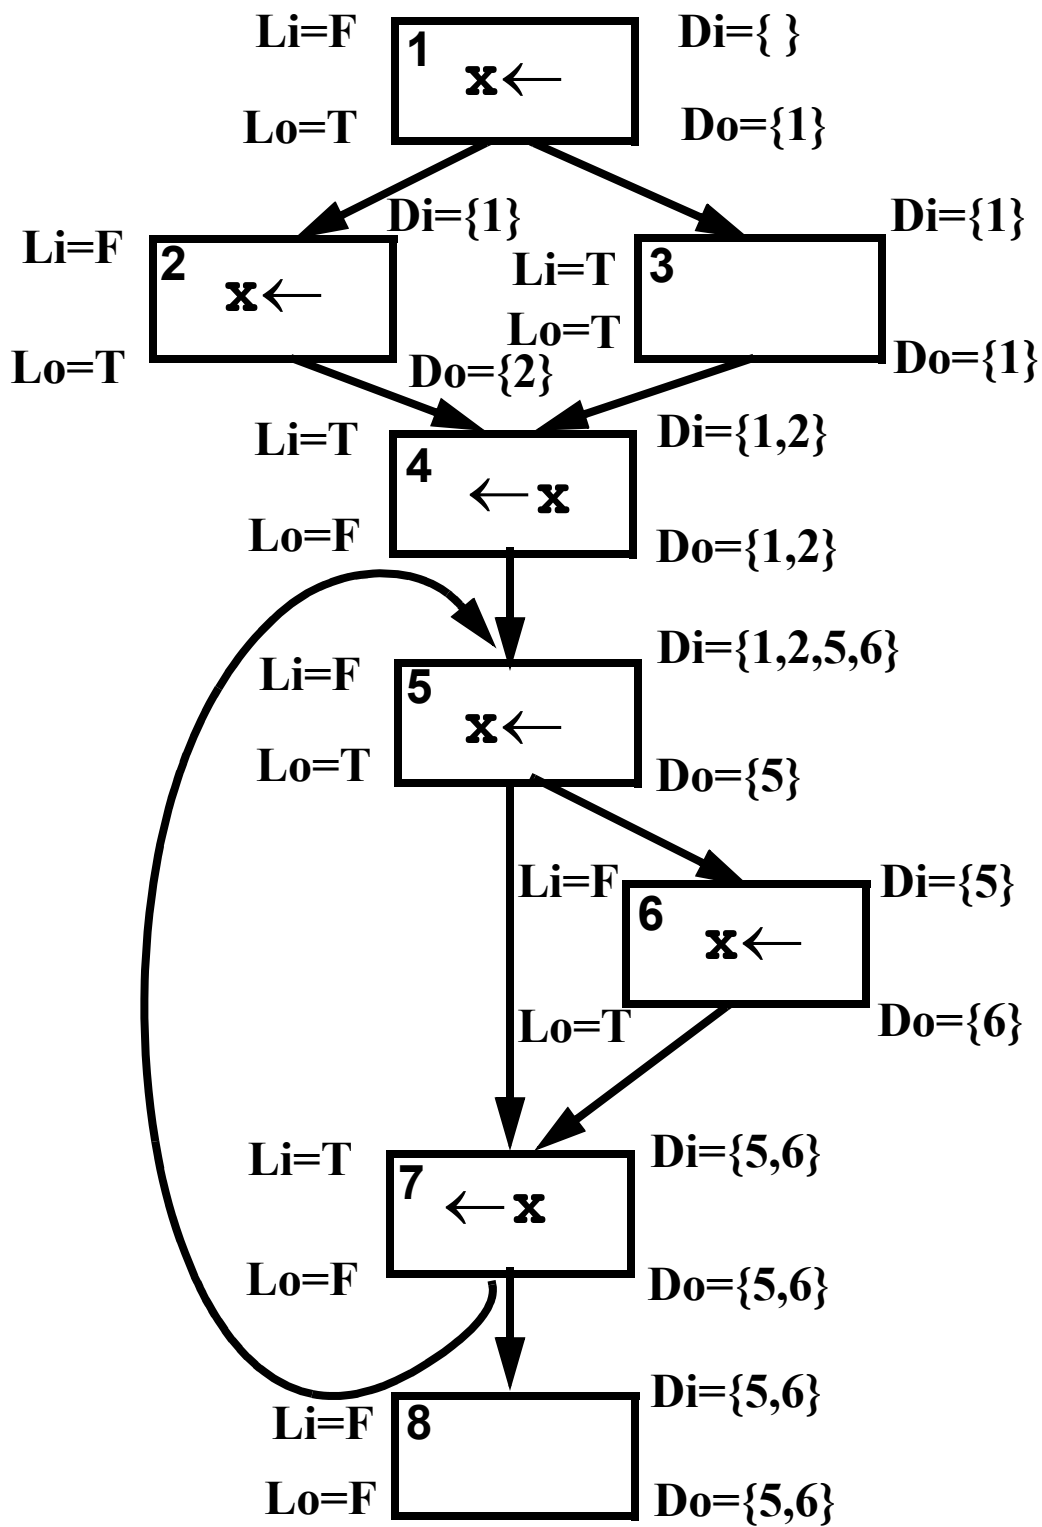 Li=F
1
Di={ }
x←
Lo=T
Do={1}
Di={1}
Di={1}
Li=F
2
Li=T
3
x←
Lo=T
Lo=T
Do={2}
Do={1}
Li=T
4
Di={1,2}
←x
Lo=F
Do={1,2}
Di={1,2,5,6}
Li=F
5
x←
Lo=T
Do={5}
Li=F
6
Di={5}
x←
Lo=T
Do={6}
Li=T
7
Di={5,6}
←x
Lo=F
Do={5,6}
Di={5,6}
Li=F
8
Lo=F
Do={5,6}